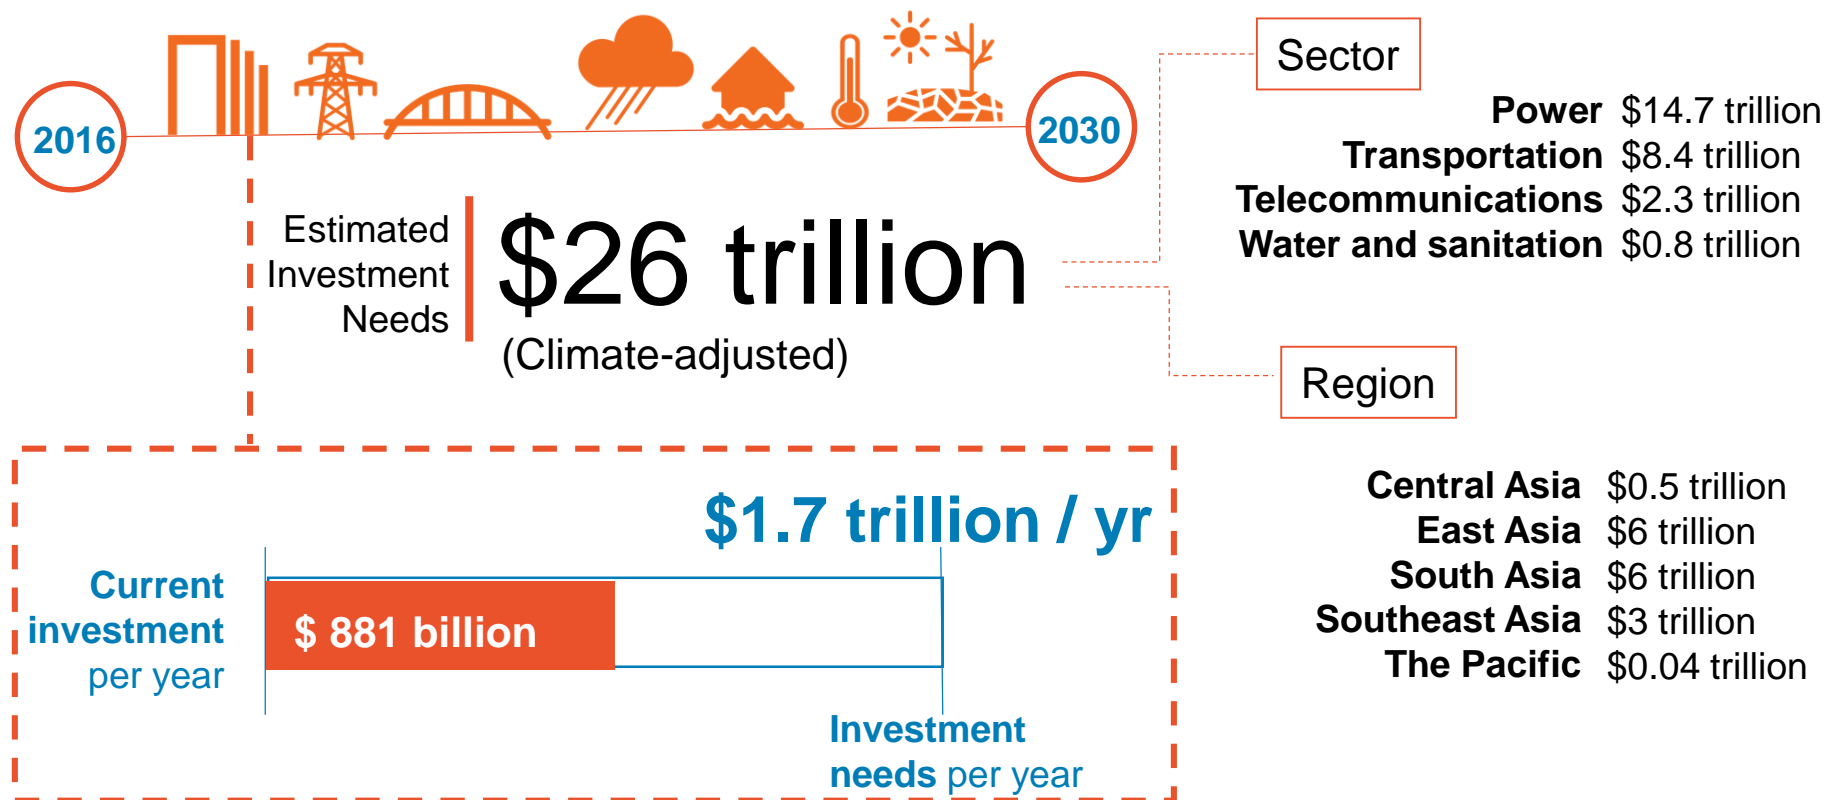 2016
2030
Estimated
Investment
Needs
$26 trillion
(Climate-adjusted)
Sector
Power $14.7 trillion
Transportation $8.4 trillion
Telecommunications $2.3 trillion
Water and sanitation $0.8 trillion
Region
Central Asia $0.5 trillion
East Asia $6 trillion
South Asia $6 trillion
Southeast Asia $3 trillion
The Pacific $0.04 trillion
$1.7 trillion / yr
Current
investment
per year
$ 881 billion
Investment
needs per year